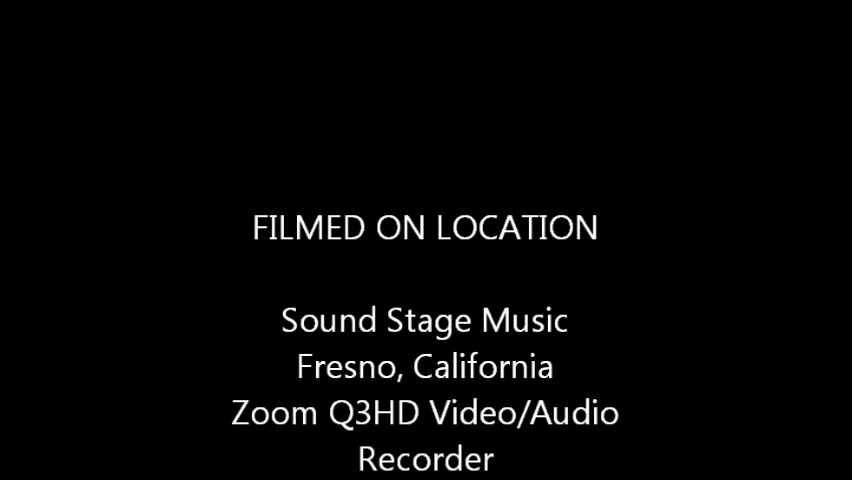 FILMED ON LOCATION
Sound Stage Music
Fresno, California
Zoom Q3HD Video/Audio
Recorder